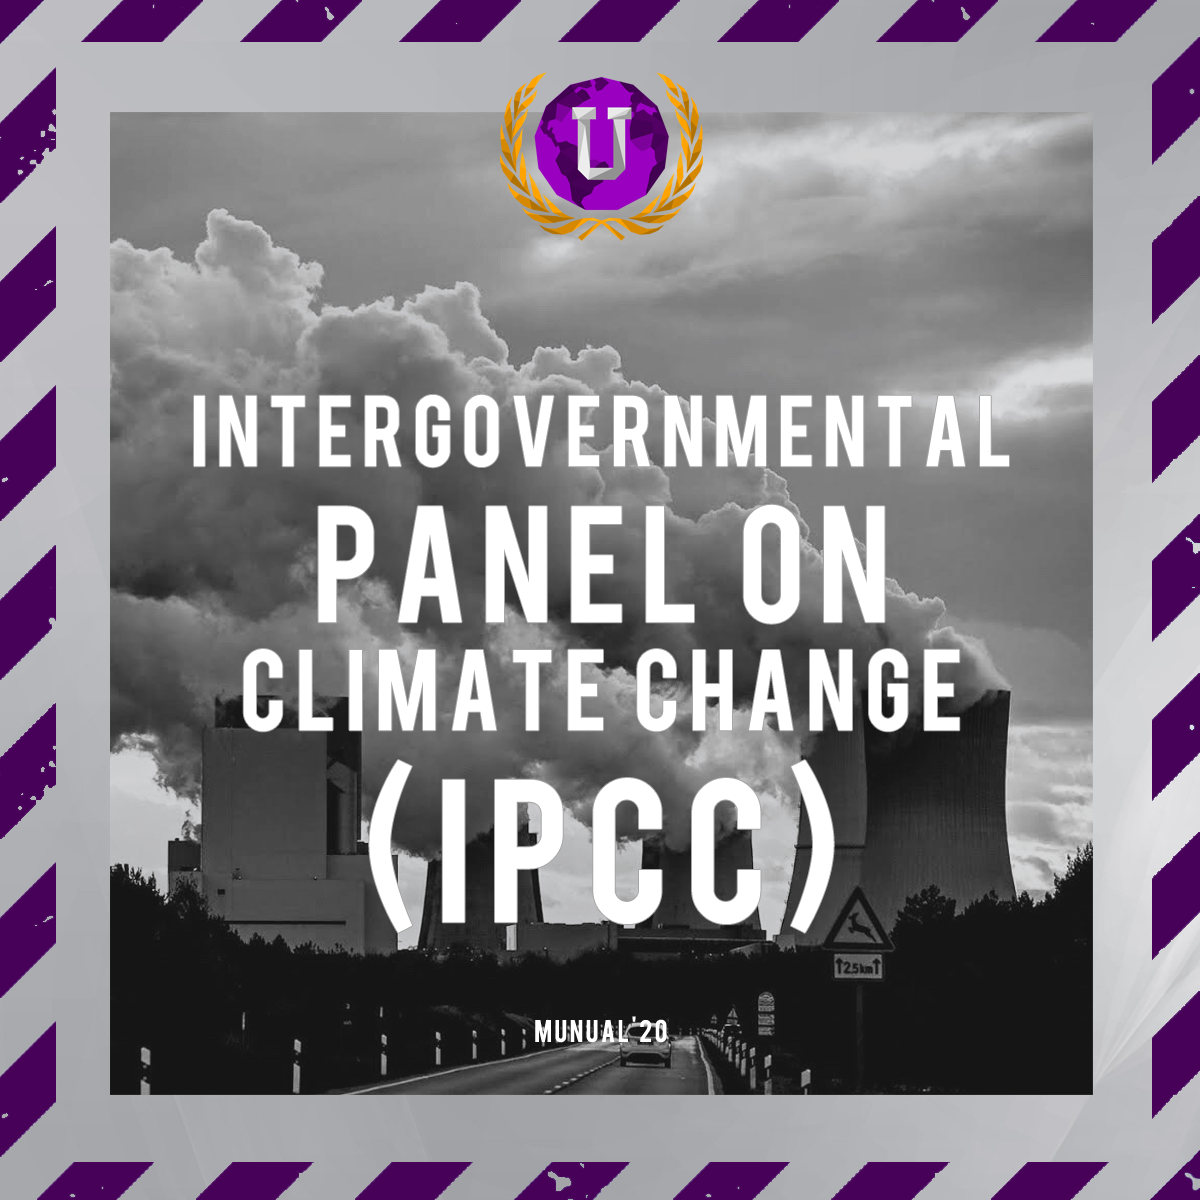 U
INTERGOVERNMENTAL
PANEL ON
CLIMATE CHANGE
(IPCC)
↑2,5km↑
MUNUAL'20